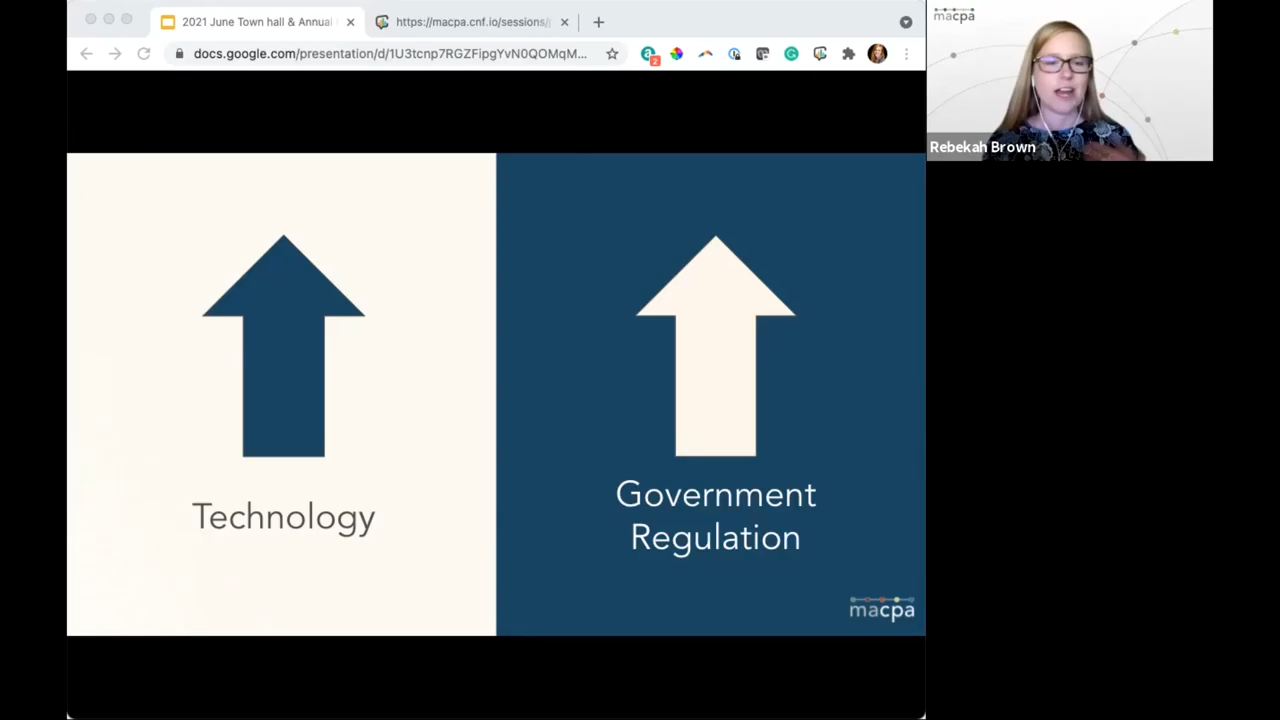 2021 June Town hall & Annual
https://macpa.cnf.io/sessions/
docs.google.com/presentation/d/1U3tcnp7RGZFipgYvN0QOMqM...
2
macpa
Rebekah Brown
Technology
Government
Regulation
macpa